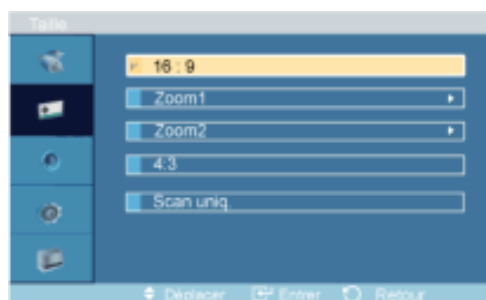 Taille
16 : 9
Zoom1
Zoom2
4:3
Scan uniq.
Déplacer Entrer Retour